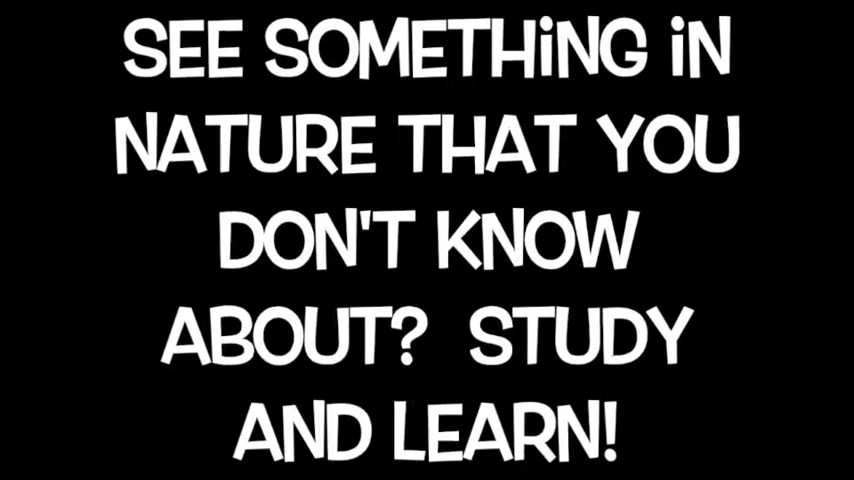 SEE SOMETHiNG iN
NATURE THAT YOU
DON'T KNOW
ABOUT? STUDY
AND LEARN!